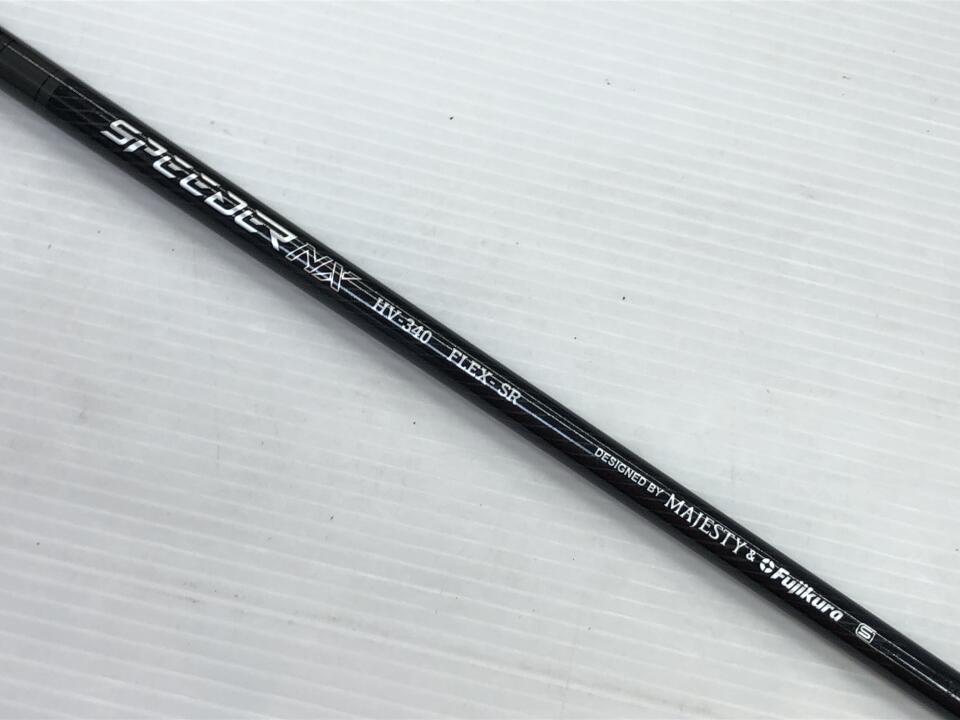 SPEEDER NX HV-340 FLEX-SR DESIGNED BY MAJESTY & Fujikura S